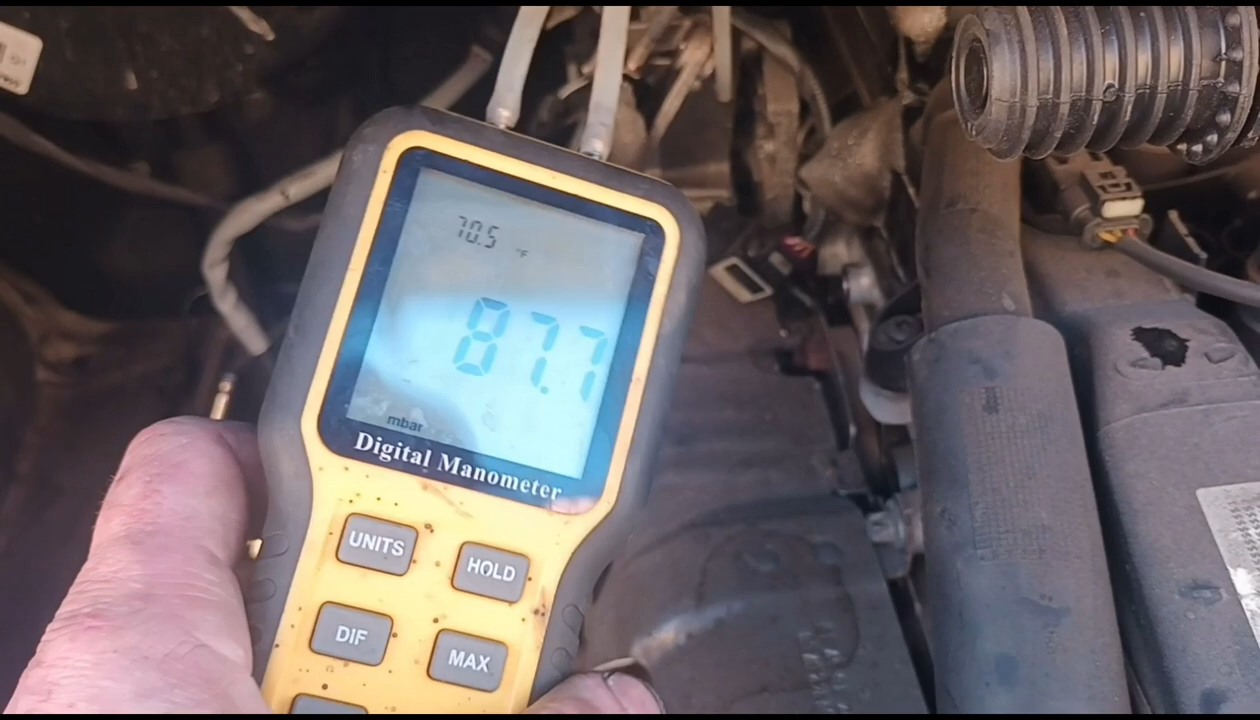 70.5 °F
87.7
mbar
Digital Manometer
UNITS
HOLD
DIF
MAX